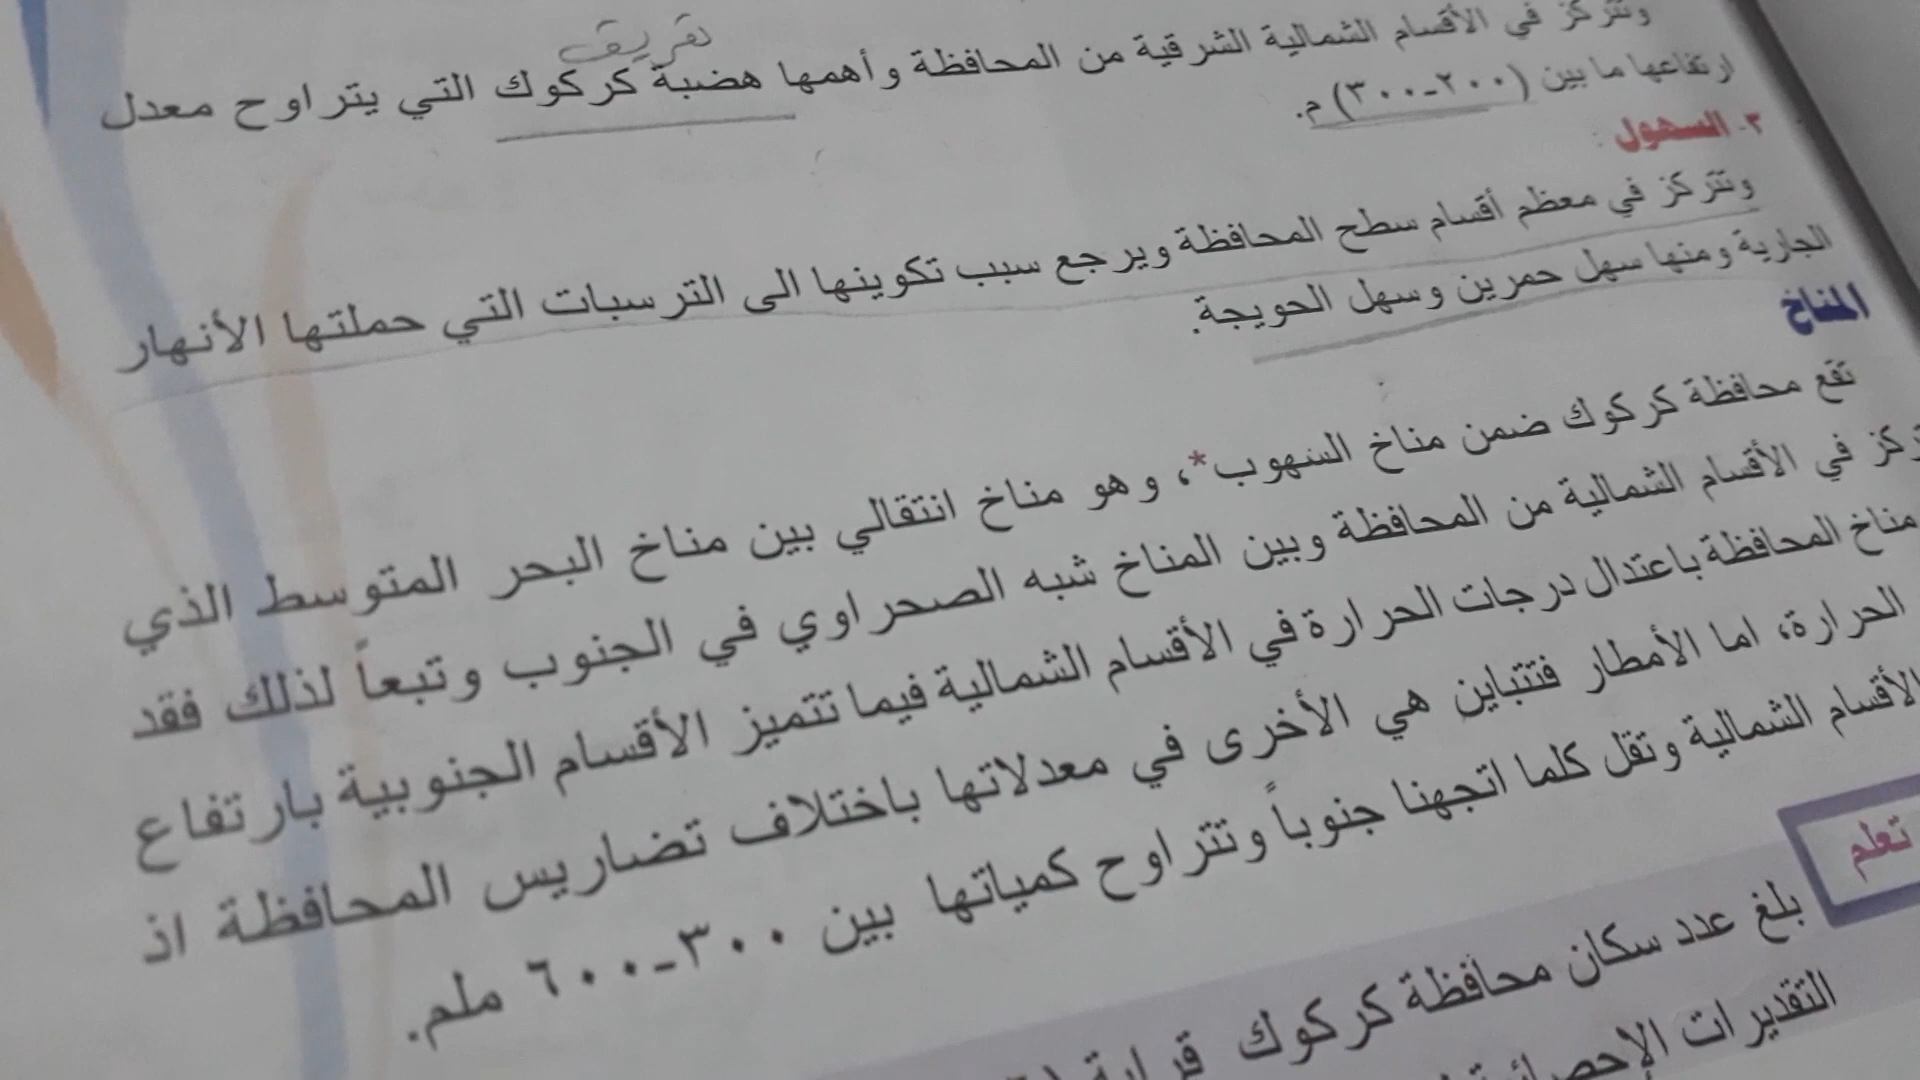 وتتركز في الأقسام الشمالية الشرقية من المحافظة وأهمها هضبة كركوك التي يتراوح معدل
ارتفاعها ما بين (٢٠٠-٣٠٠) م.
٣- السهول :
وتتركز في معظم أقسام سطح المحافظة ويرجع سبب تكوينها الى الترسبات التي حملتها الأنهار
الجارية ومنها سهل حمرين وسهل الحويجة.
المناخ
تقع محافظة كركوك ضمن مناخ السهوب*، وهو مناخ انتقالي بين مناخ البحر المتوسط الذي
في الأقسام الشمالية من المحافظة وبين المناخ شبه الصحراوي في الجنوب وتبعاً لذلك فقد
مناخ المحافظة باعتدال درجات الحرارة في الأقسام الشمالية فيما تتميز الأقسام الجنوبية بارتفاع
الحرارة، اما الأمطار فتتباين هي الأخرى في معدلاتها باختلاف تضاريس المحافظة اذ
الأقسام الشمالية وتقل كلما اتجهنا جنوباً وتتراوح كمياتها بين ٣٠٠-٦٠٠ ملم.
تعلم
بلغ عدد سكان محافظة كركوك قرابة
التقديرات الإحصائية